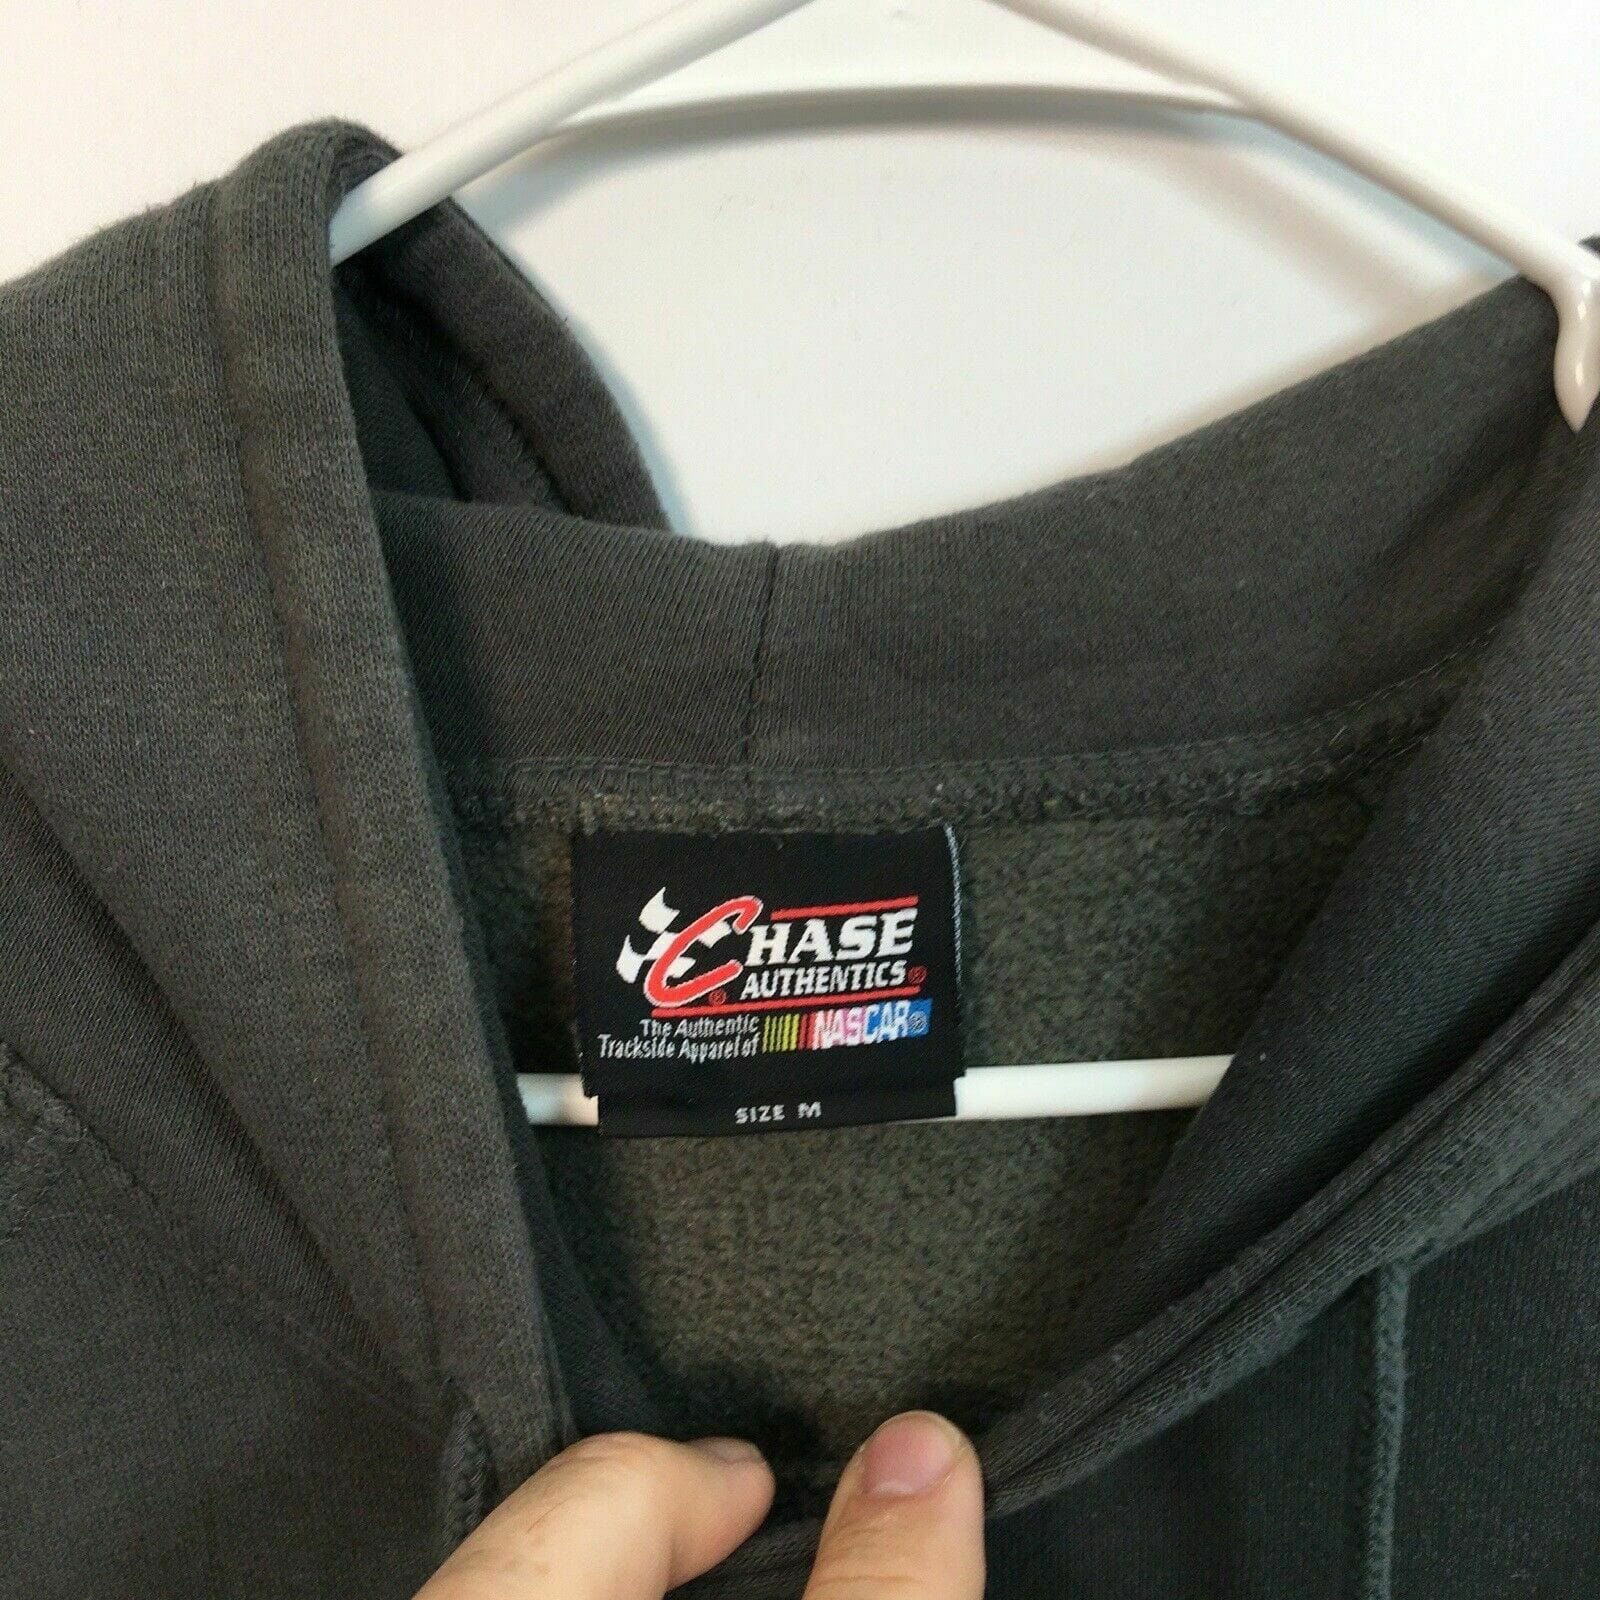 CHASE
AUTHENTICS®
®
The Authentic
Trackside Apparel of NASCAR®
SIZE M